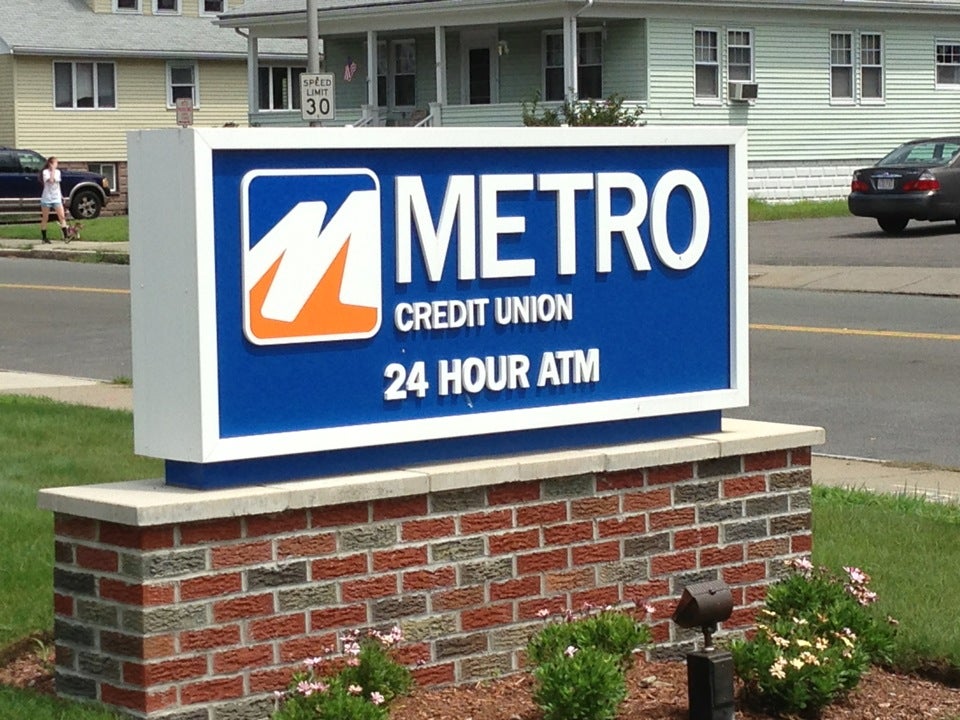 SPEED
LIMIT
30
METRO
CREDIT UNION
24 HOUR ATM